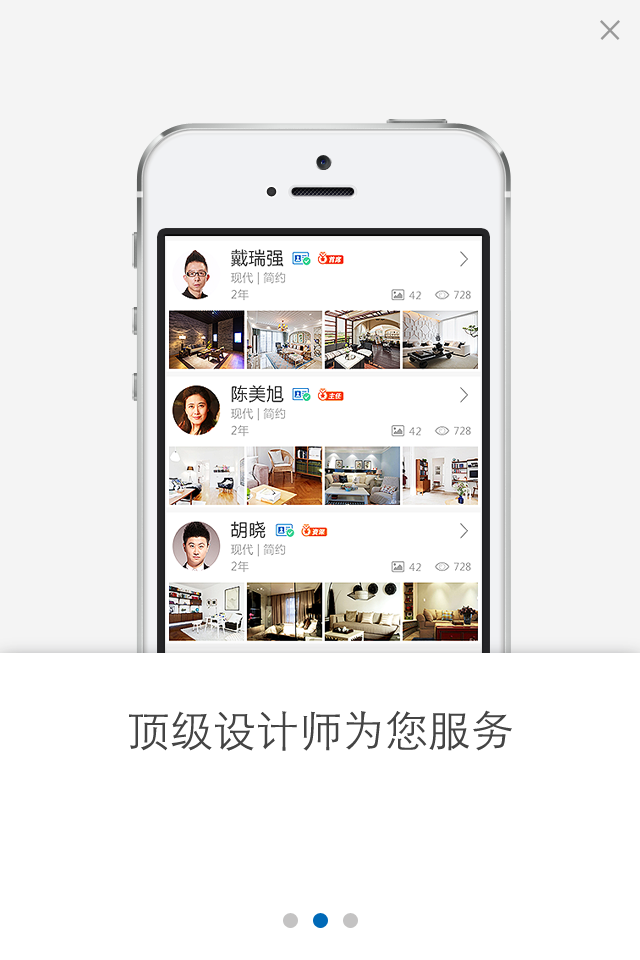 戴瑞强 首席
现代 | 简约
2年 42 728
陈美旭 主任
现代 | 简约
2年 42 728
胡晓 资深
现代 | 简约
2年 42 728
顶级设计师为您服务